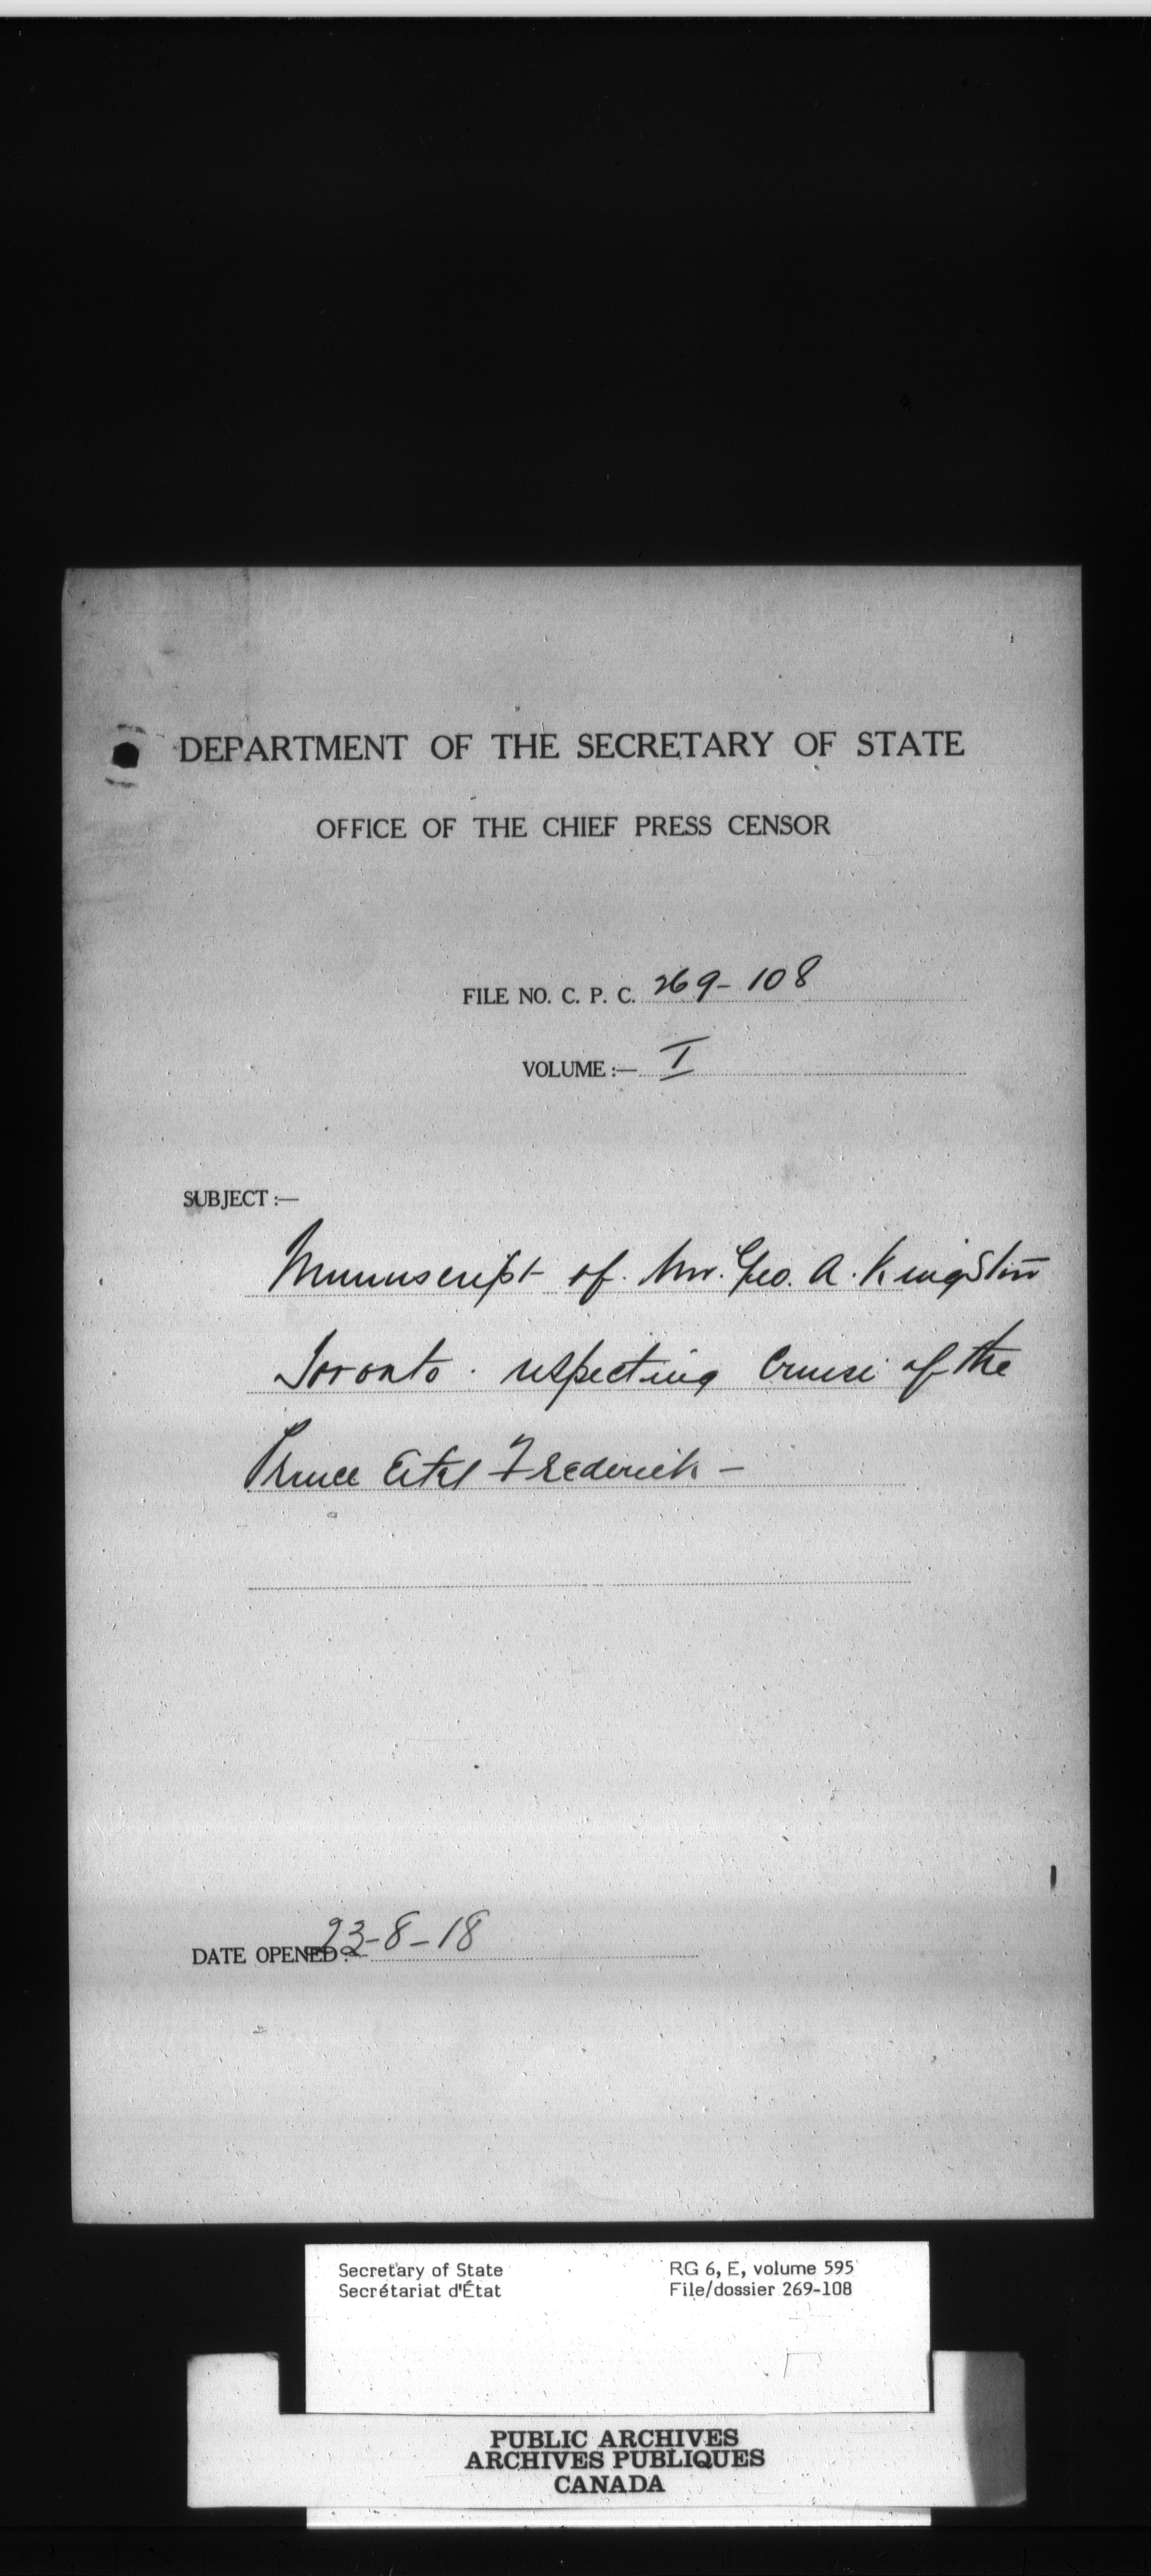 DEPARTMENT OF THE SECRETARY OF STATE
OFFICE OF THE CHIEF PRESS CENSOR
FILE NO. C. P. C. 269-108
VOLUME :— I
SUBJECT :—
Manuscript of Mr. Geo. A. Kingston
Toronto. respecting Cruise of the
Prince Eitel Frederick —
DATE OPENED :— 23-8-18
Secretary of State
Secrétariat d'État
RG 6, E, volume 595
File/dossier 269-108
PUBLIC ARCHIVES
ARCHIVES PUBLIQUES
CANADA